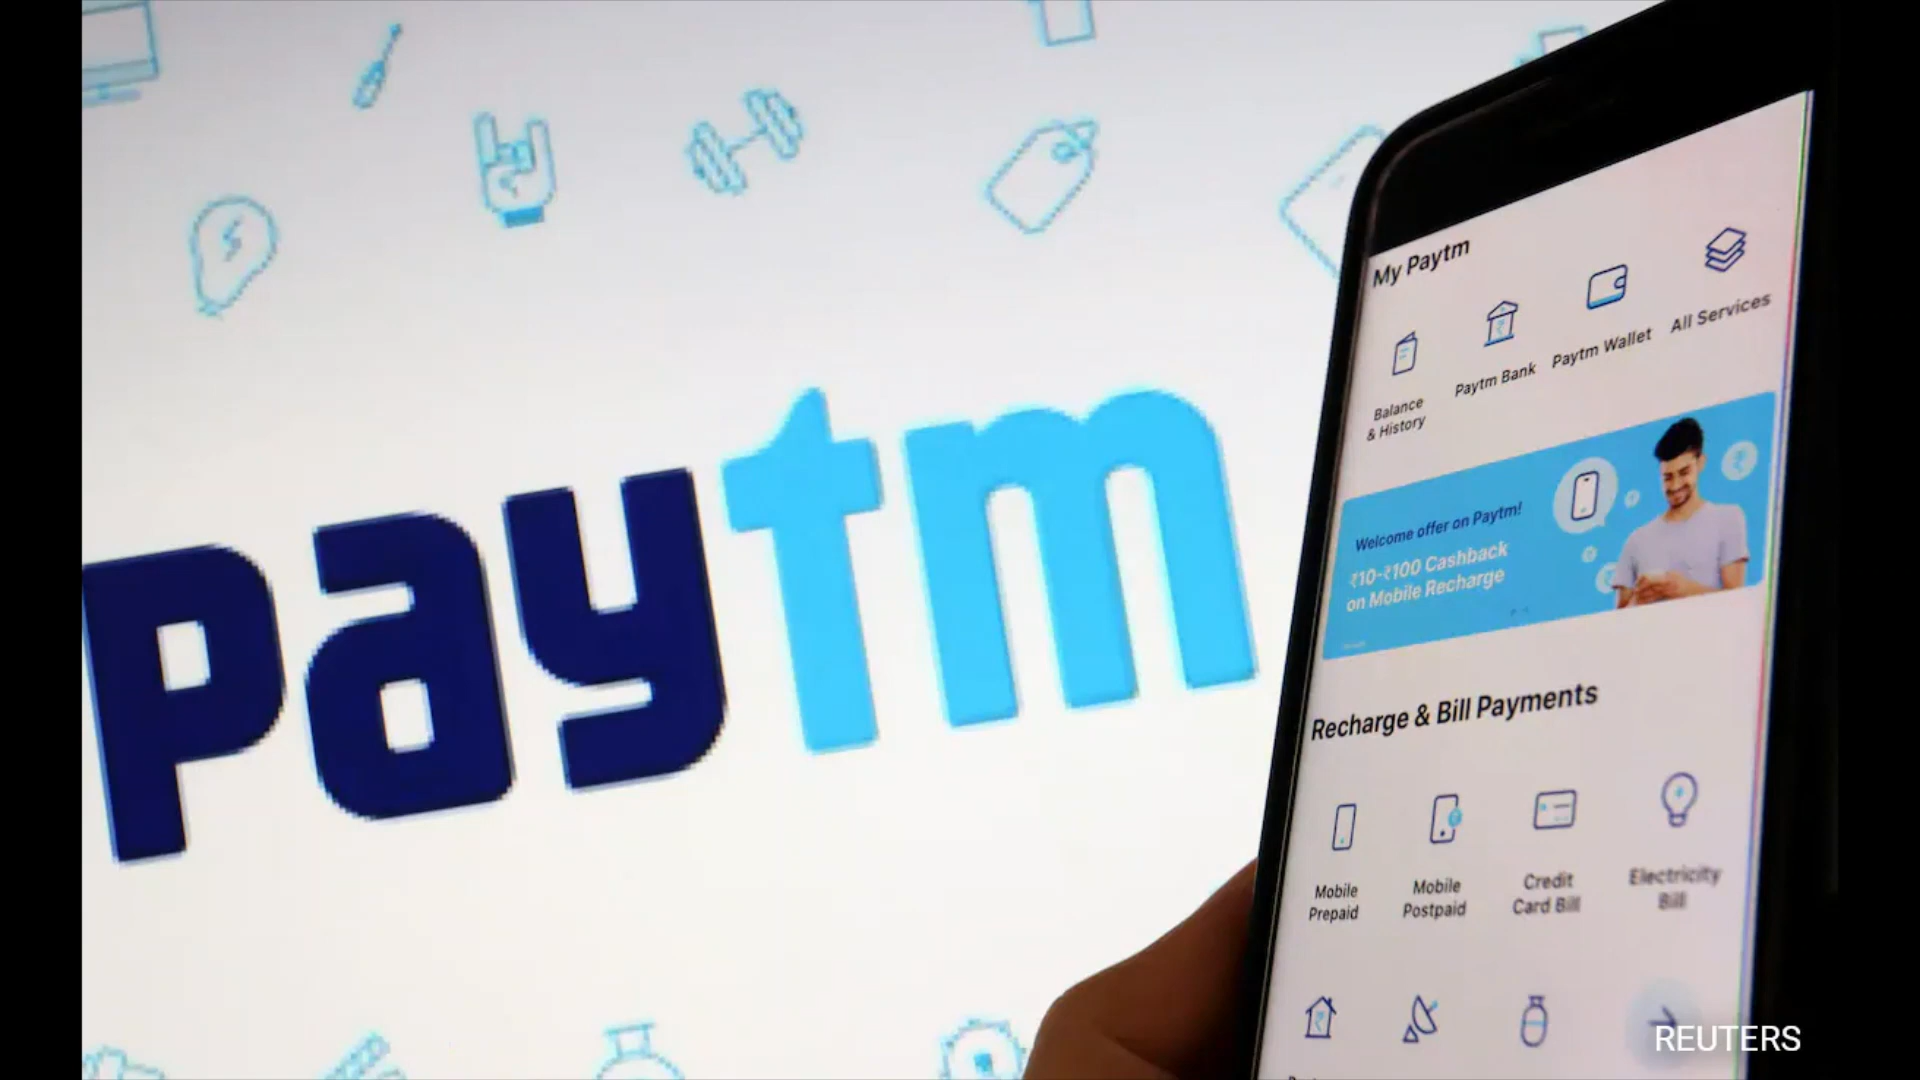 paytm
My Paytm
Balance
& History
Paytm Bank
Paytm Wallet
All Services
Welcome offer on Paytm!
₹10-₹100 Cashback
on Mobile Recharge
Recharge & Bill Payments
Mobile
Prepaid
Mobile
Postpaid
Credit
Card Bill
Electricity
Bill
REUTERS